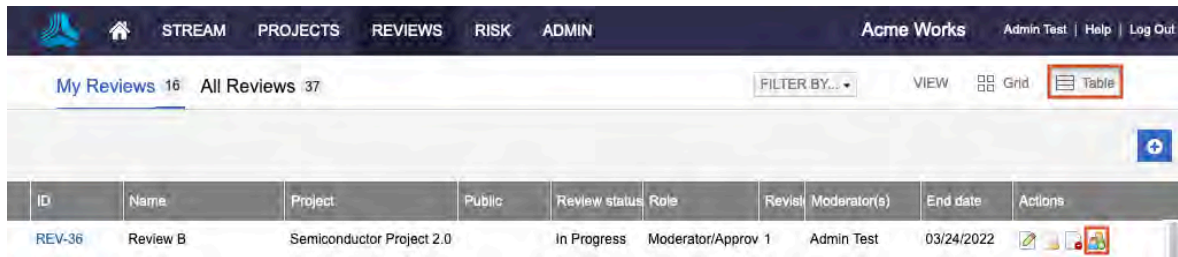 STREAM PROJECTS REVIEWS RISK ADMIN Acme Works Admin Test | Help | Log Out
My Reviews 16 All Reviews 37 FILTER BY... VIEW Grid Table
ID Name Project Public Review status Role Revisi Moderator(s) End date Actions
REV-36 Review B Semiconductor Project 2.0 In Progress Moderator/Approv 1 Admin Test 03/24/2022